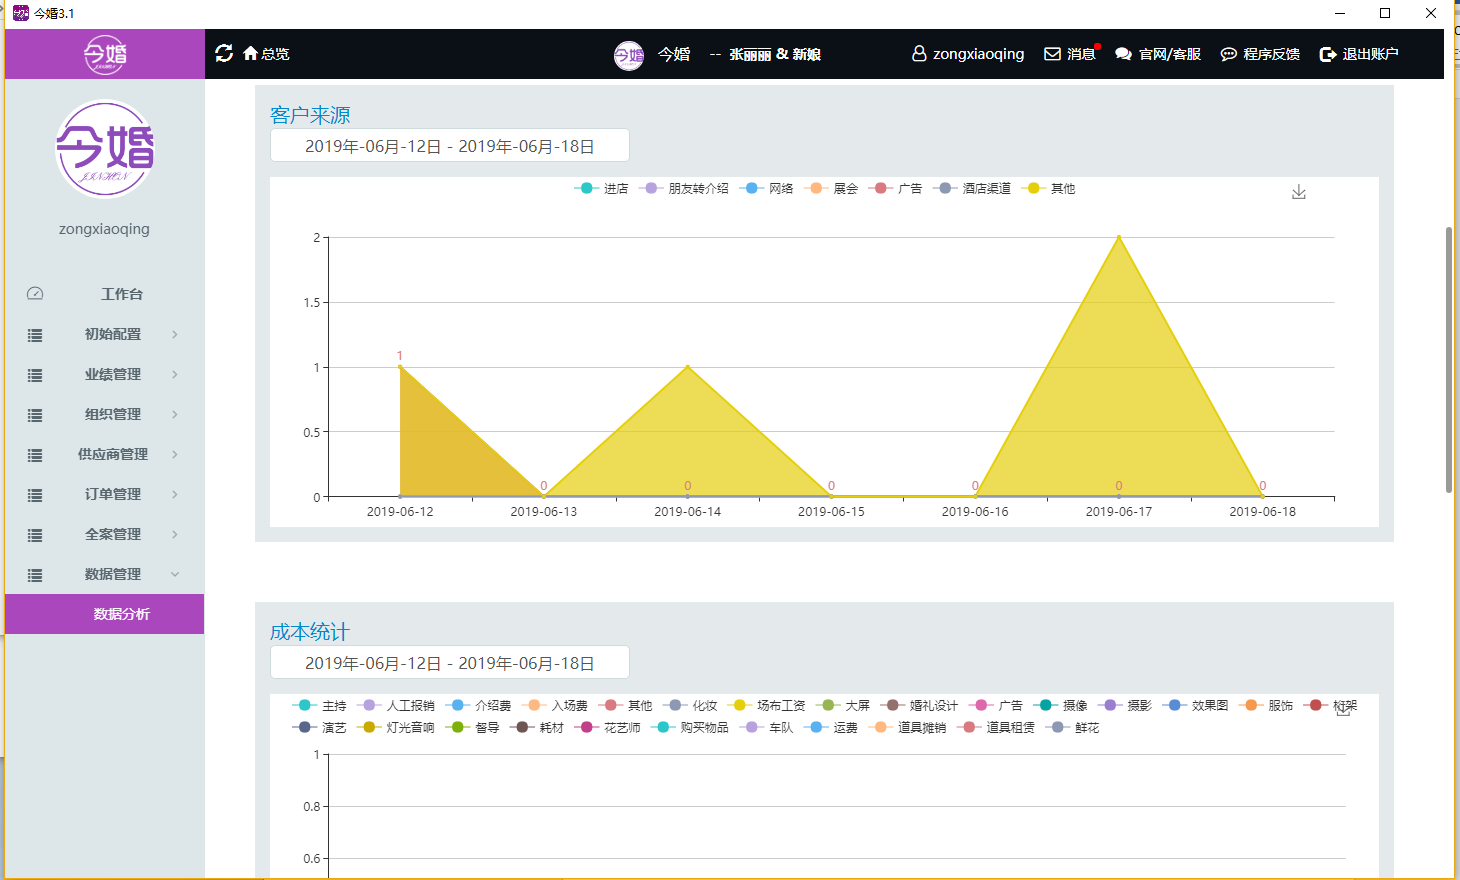 今婚3.1
今婚
JINHUN
总览
今婚
今婚 -- 张丽丽 & 新娘
zongxiaoqing
消息
官网/客服
程序反馈
退出账户
今婚
JINHUN
zongxiaoqing
工作台
初始配置
业绩管理
组织管理
供应商管理
订单管理
全案管理
数据管理
数据分析
客户来源
2019年-06月-12日 - 2019年-06月-18日
进店 朋友转介绍 网络 展会 广告 酒店渠道 其他
2
1.5
1
0.5
0
1
0 0 0 0 0 0
2019-06-12 2019-06-13 2019-06-14 2019-06-15 2019-06-16 2019-06-17 2019-06-18
成本统计
2019年-06月-12日 - 2019年-06月-18日
主持 人工报销 介绍费 入场费 其他 化妆 场布工资 大屏 婚礼设计 广告 摄像 摄影 效果图 服饰 桁架
演艺 灯光音响 督导 耗材 花艺师 购买物品 车队 运费 道具摊销 道具租赁 鲜花
1
0.8
0.6